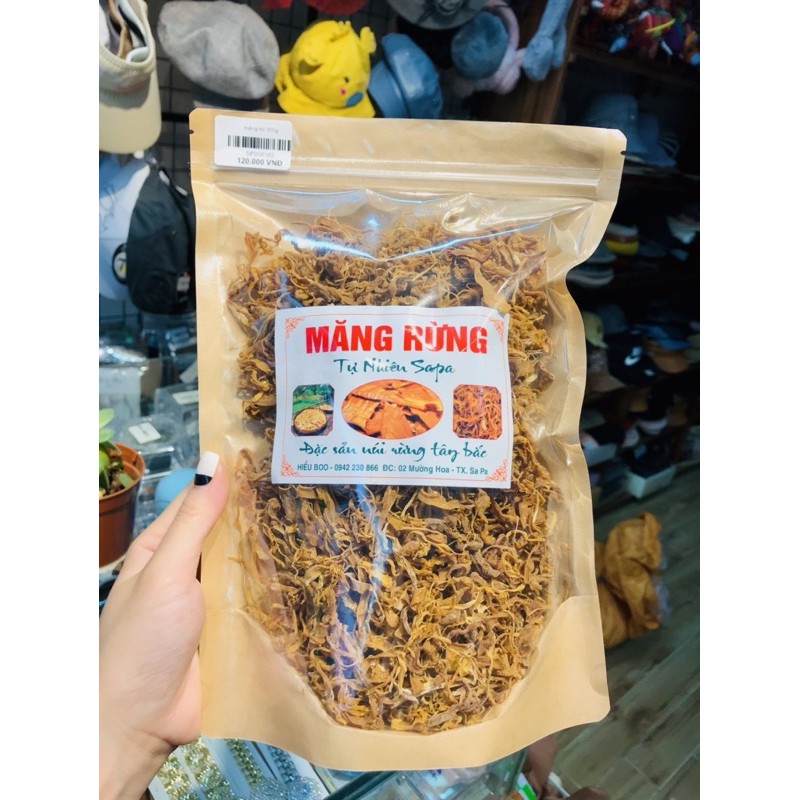 120.000 VNĐ
MĂNG RỪNG
Tự Nhiên Sapa
Đặc sản núi rừng tây bắc
HIẾU BOO - 0942 230 866 ĐC: 02 Mường Hoa - TX. Sa Pa